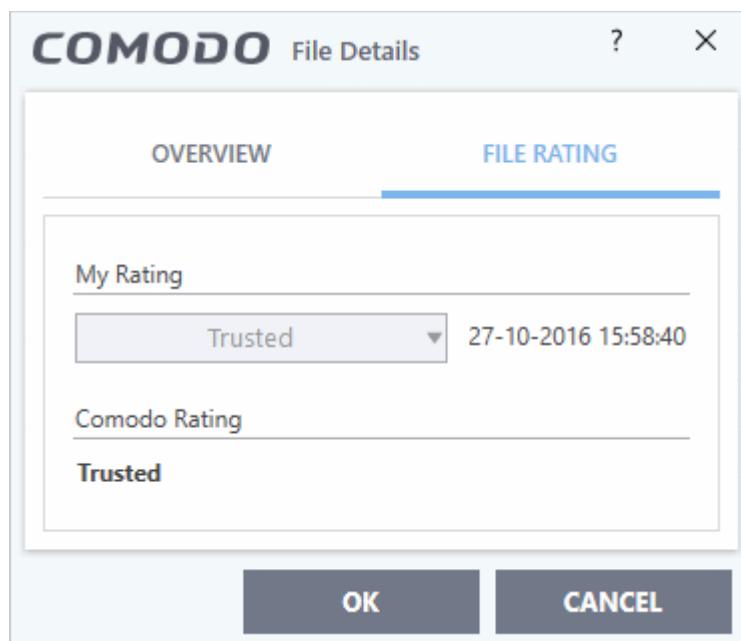 COMODO File Details ? X
OVERVIEW FILE RATING
My Rating
Trusted 27-10-2016 15:58:40
Comodo Rating
Trusted
OK CANCEL